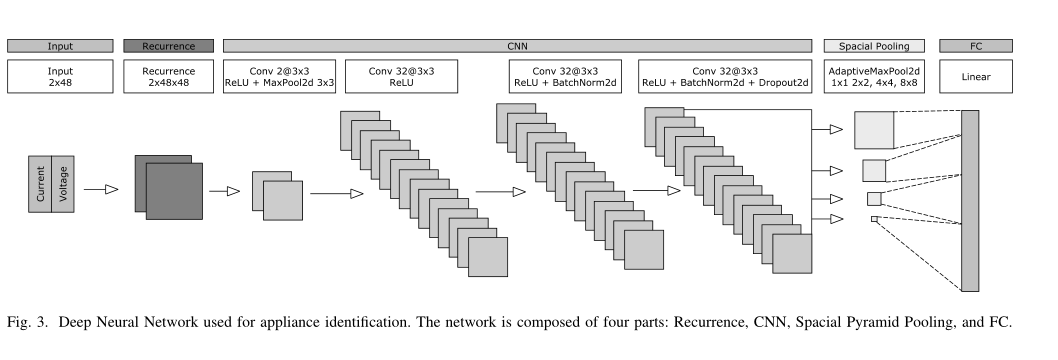 Input
Recurrence
CNN
Spacial Pooling
FC
Input
2x48
Recurrence
2x48x48
Conv 2@3x3
ReLU + MaxPool2d 3x3
Conv 32@3x3
ReLU
Conv 32@3x3
ReLU + BatchNorm2d
Conv 32@3x3
ReLU + BatchNorm2d + Dropout2d
AdaptiveMaxPool2d
1x1 2x2, 4x4, 8x8
Linear
Current
Voltage
Fig. 3. Deep Neural Network used for appliance identification. The network is composed of four parts: Recurrence, CNN, Spacial Pyramid Pooling, and FC.